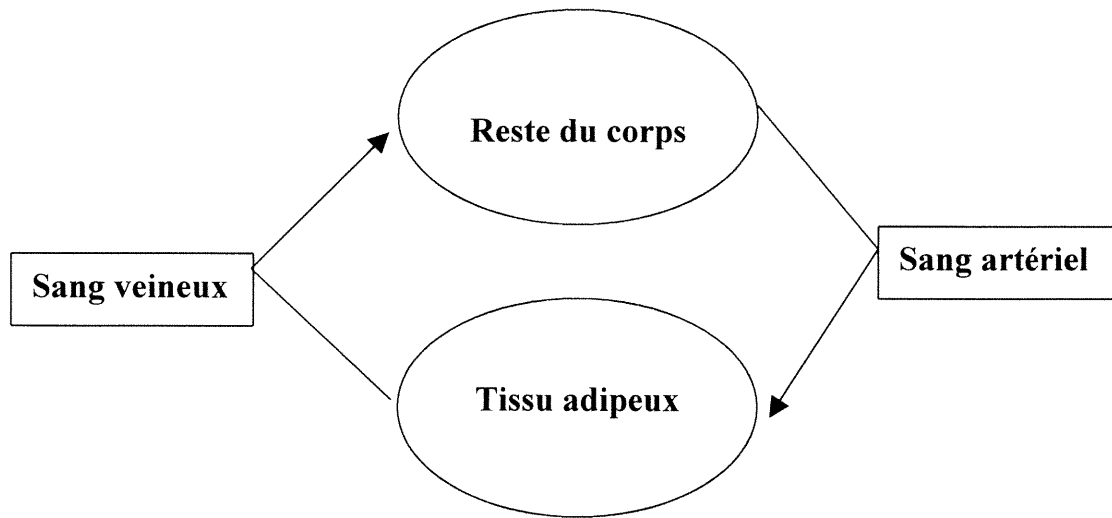 Reste du corps
Sang artériel
Sang veineux
Tissu adipeux